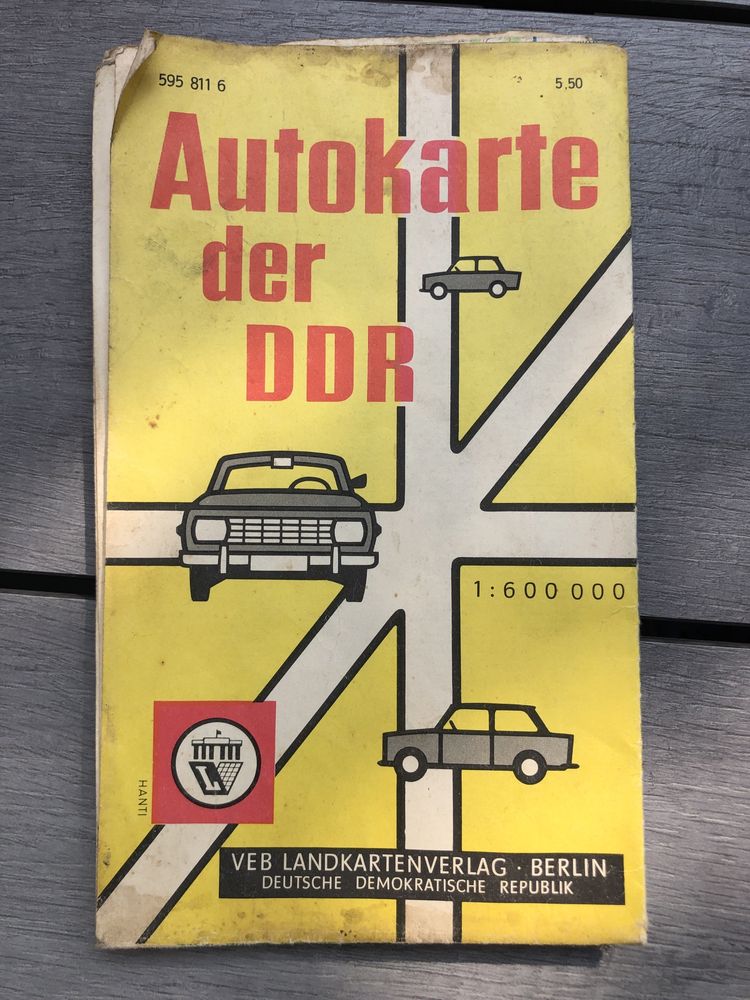 595 811 6
5,50
Autokarte
der
DDR
1:600 000
HANTI
VEB LANDKARTENVERLAG · BERLIN
DEUTSCHE DEMOKRATISCHE REPUBLIK